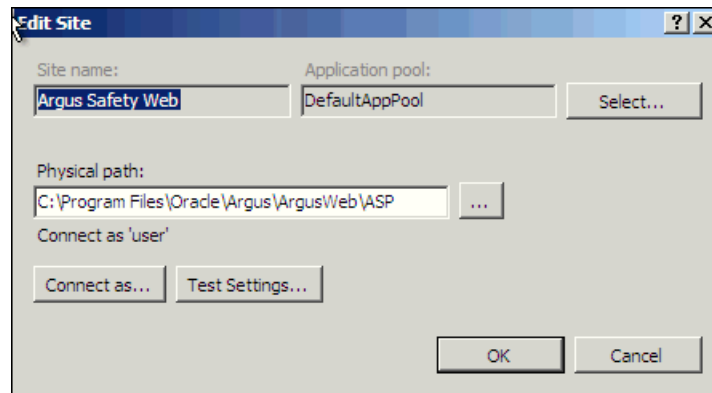 Edit Site
Site name:
Application pool:
Argus Safety Web
DefaultAppPool
Select...
Physical path:
C:\Program Files\Oracle\Argus\ArgusWeb\ASP
...
Connect as 'user'
Connect as...
Test Settings...
OK
Cancel